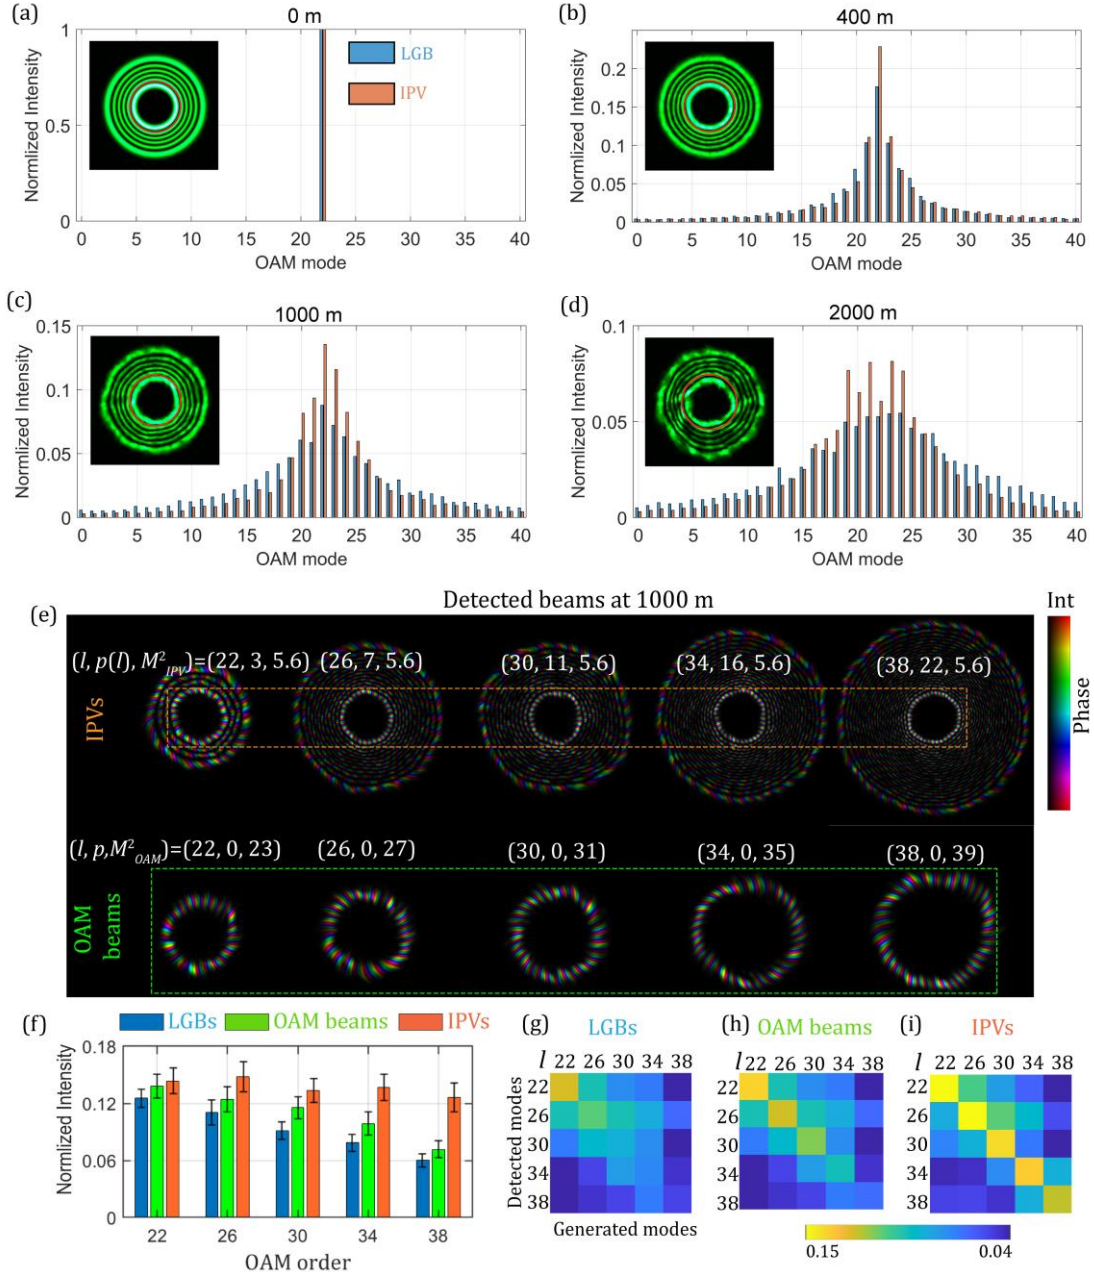 (a)
0 m
Normlized Intensity
1
0.5
0
LGB
IPV
0 5 10 15 20 25 30 35 40
OAM mode
(b)
400 m
Normlized Intensity
0.2
0.15
0.1
0.05
0
0 5 10 15 20 25 30 35 40
OAM mode
(c)
1000 m
Normlized Intensity
0.15
0.1
0.05
0
0 5 10 15 20 25 30 35 40
OAM mode
(d)
2000 m
Normlized Intensity
0.1
0.05
0
0 5 10 15 20 25 30 35 40
OAM mode
(e)
Detected beams at 1000 m
Int
Phase
IPVs
(l, p(l), M²IPV)=(22, 3, 5.6) (26, 7, 5.6) (30, 11, 5.6) (34, 16, 5.6) (38, 22, 5.6)
OAM
beams
(l, p,M²OAM)=(22, 0, 23) (26, 0, 27) (30, 0, 31) (34, 0, 35) (38, 0, 39)
(f)
LGBs OAM beams IPVs
Normlized Intensity
0.18
0.12
0.06
0
22 26 30 34 38
OAM order
(g) LGBs
l 22 26 30 34 38
Detected modes
22
26
30
34
38
Generated modes
(h) OAM beams
l 22 26 30 34 38
22
26
30
34
38
(i) IPVs
l 22 26 30 34 38
22
26
30
34
38
0.15 0.04